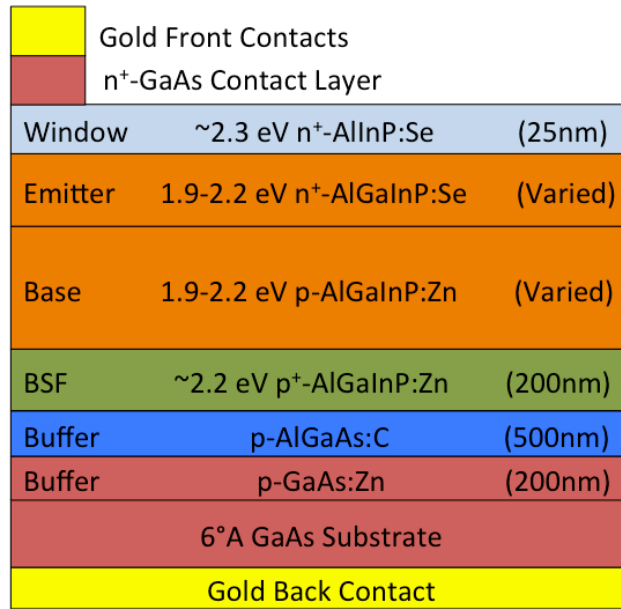 Gold Front Contacts
n⁺-GaAs Contact Layer
Window ~2.3 eV n⁺-AlInP:Se (25nm)
Emitter 1.9-2.2 eV n⁺-AlGaInP:Se (Varied)
Base 1.9-2.2 eV p-AlGaInP:Zn (Varied)
BSF ~2.2 eV p⁺-AlGaInP:Zn (200nm)
Buffer p-AlGaAs:C (500nm)
Buffer p-GaAs:Zn (200nm)
6°A GaAs Substrate
Gold Back Contact